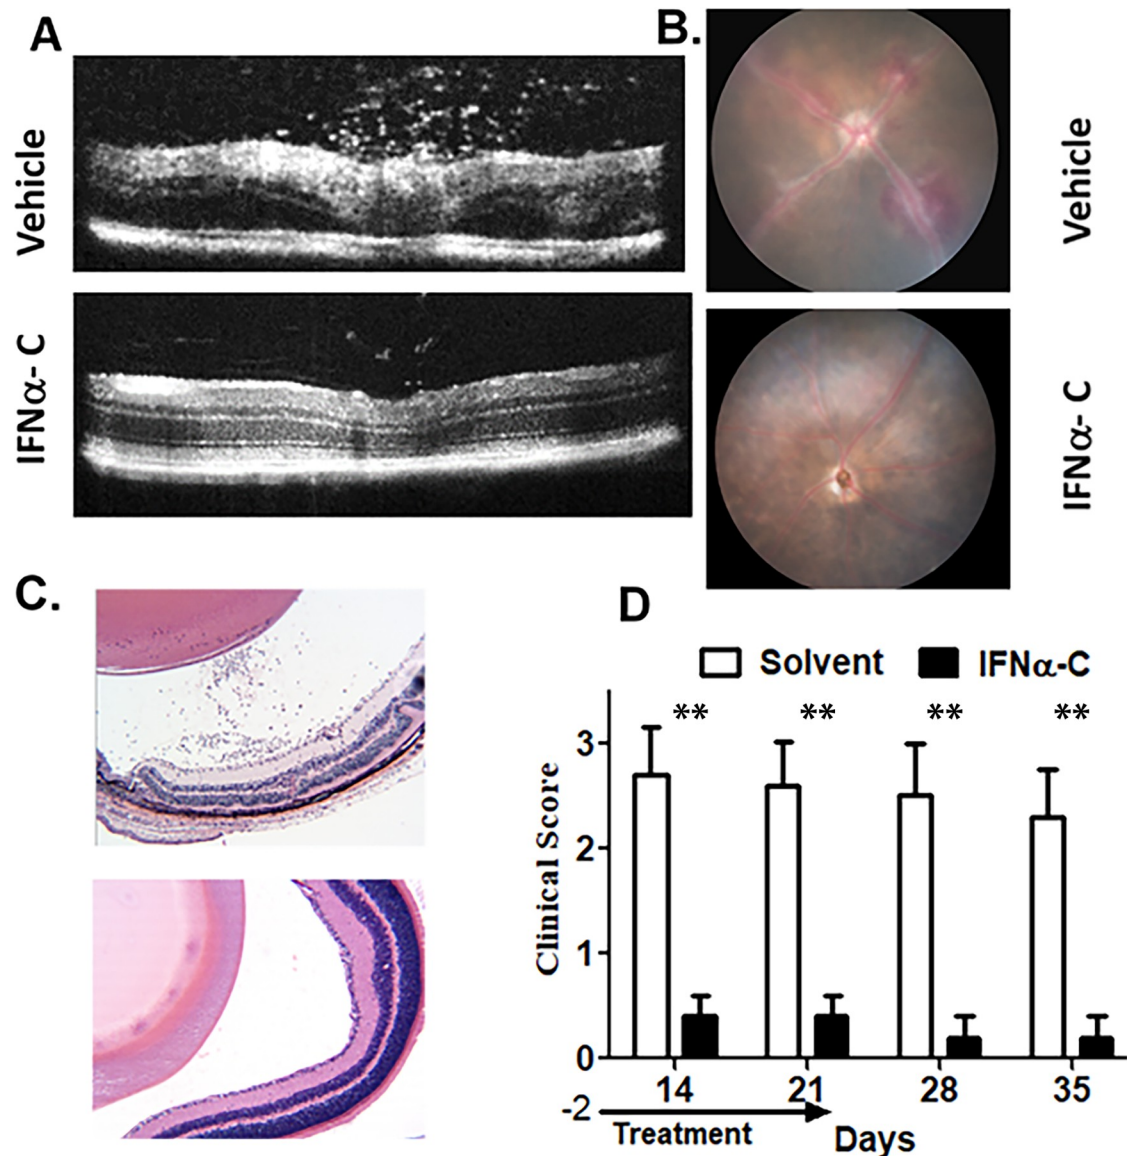 A
B.
Vehicle
Vehicle
IFNα- C
IFNα- C
C.
D
Solvent
IFNα-C
** ** ** **
Clinical Score
3
2
1
0
14 21 28 35
-2
Treatment
Days